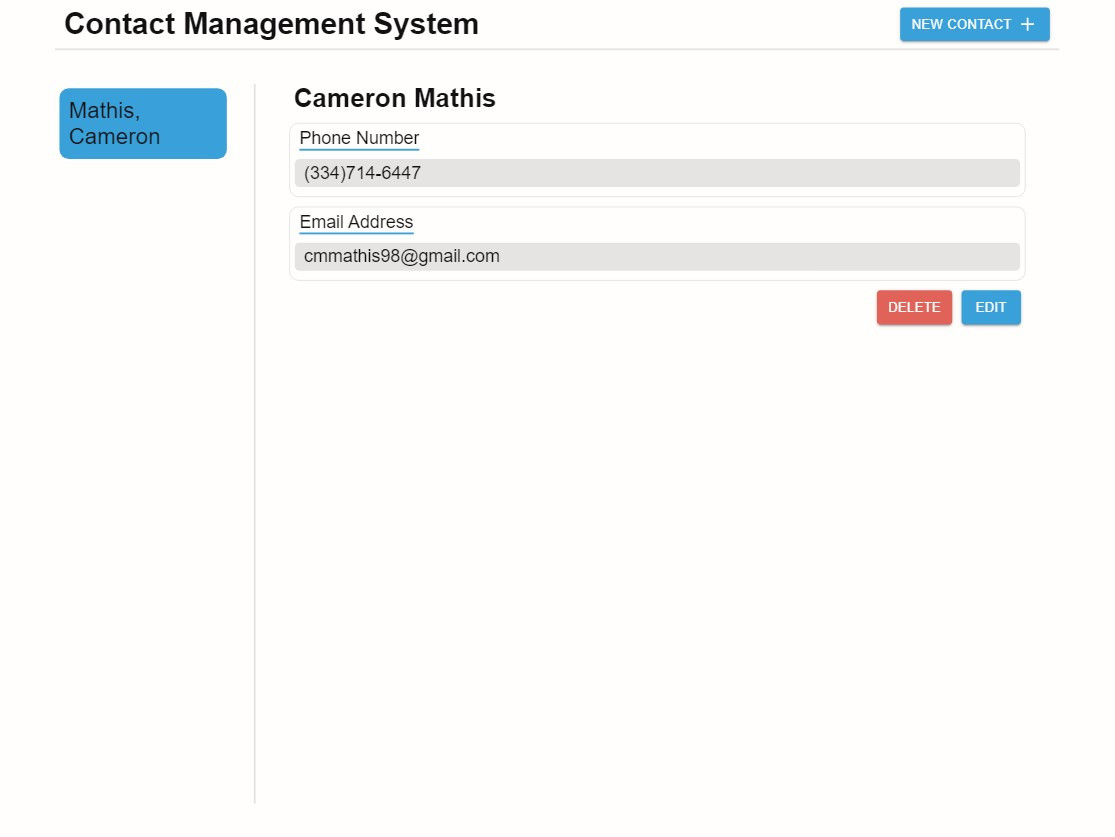 Contact Management System
NEW CONTACT +
Mathis,
Cameron
Cameron Mathis
Phone Number
(334)714-6447
Email Address
cmmathis98@gmail.com
DELETE
EDIT